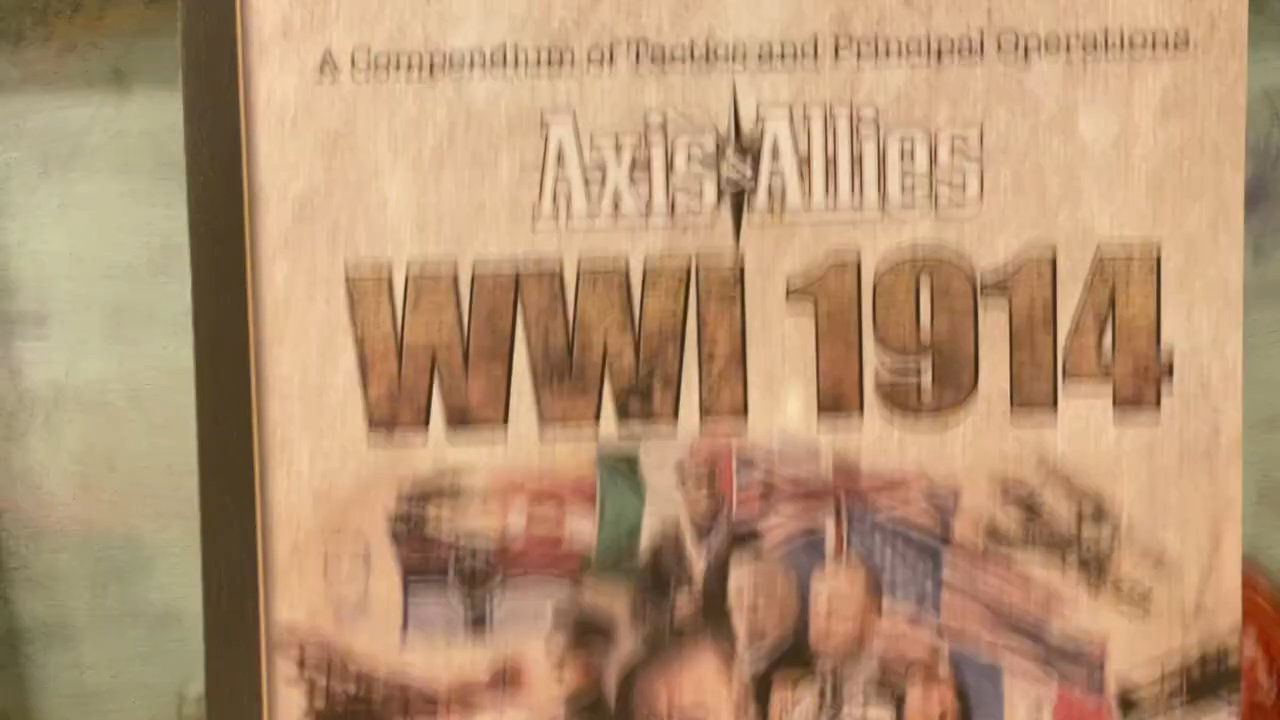 A Compendium of Tactics and Principal Operations
Axis & Allies
WWI 1914